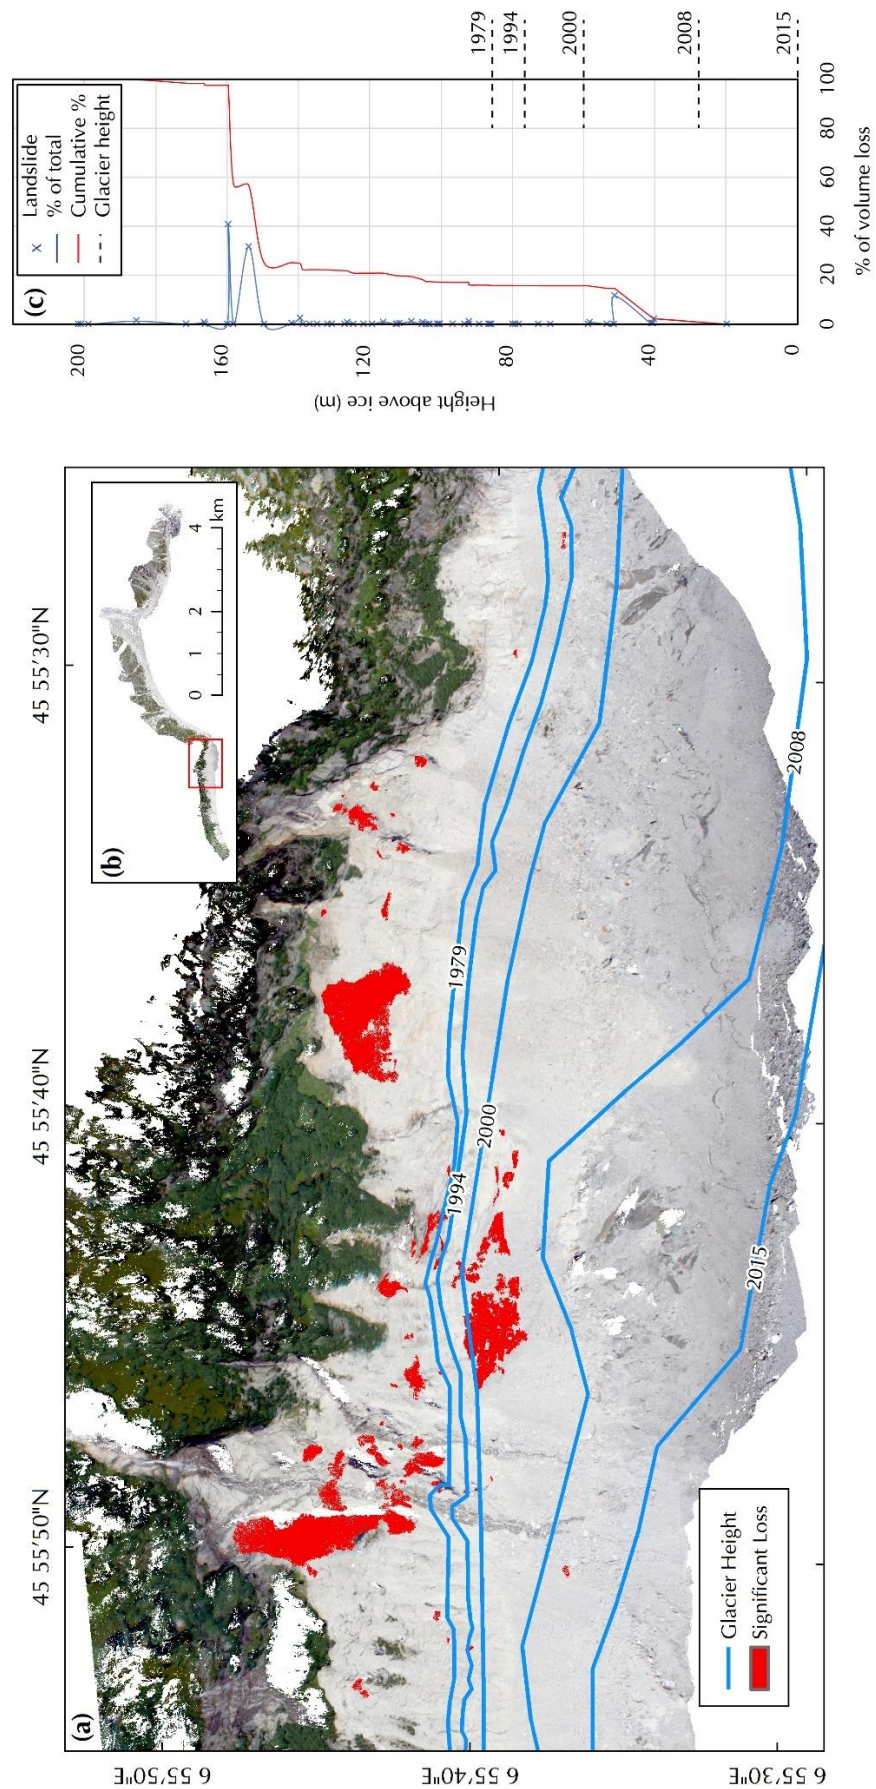 (a)
45 55'50"N
45 55'40"N
45 55'30"N
6 55'50"E
6 55'40"E
6 55'30"E
1979
1994
2000
2008
2015
Glacier Height
Significant Loss
(b)
0 1 2 4
km
(c)
Landslide
% of total
Cumulative %
Glacier height
Height above ice (m)
200
160
120
80
40
0
0 20 40 60 80 100
% of volume loss
1979
1994
2000
2008
2015